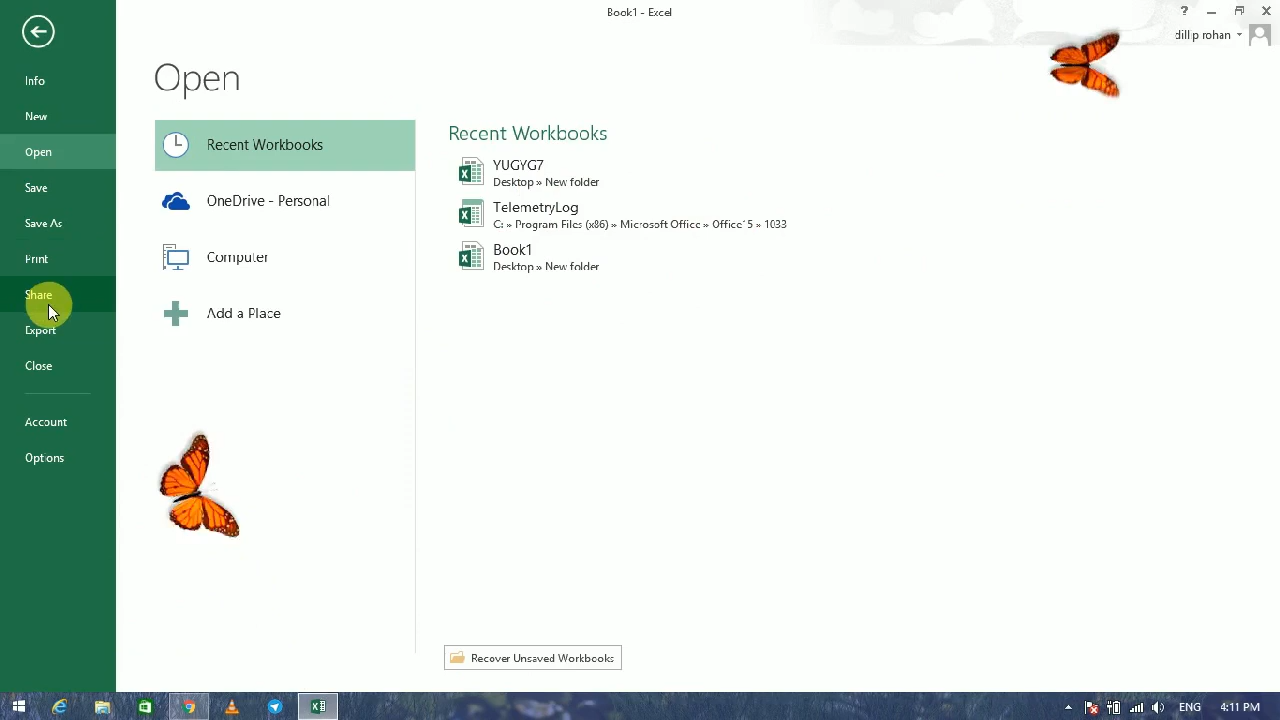 Book1 - Excel
?
dillip rohan
Info
New
Open
Save
Save As
Print
Share
Export
Close
Account
Options
Open
Recent Workbooks
OneDrive - Personal
Computer
Add a Place
Recent Workbooks
YUGYG7
Desktop » New folder
TelemetryLog
C: » Program Files (x86) » Microsoft Office » Office15 » 1033
Book1
Desktop » New folder
Recover Unsaved Workbooks
ENG
4:11 PM